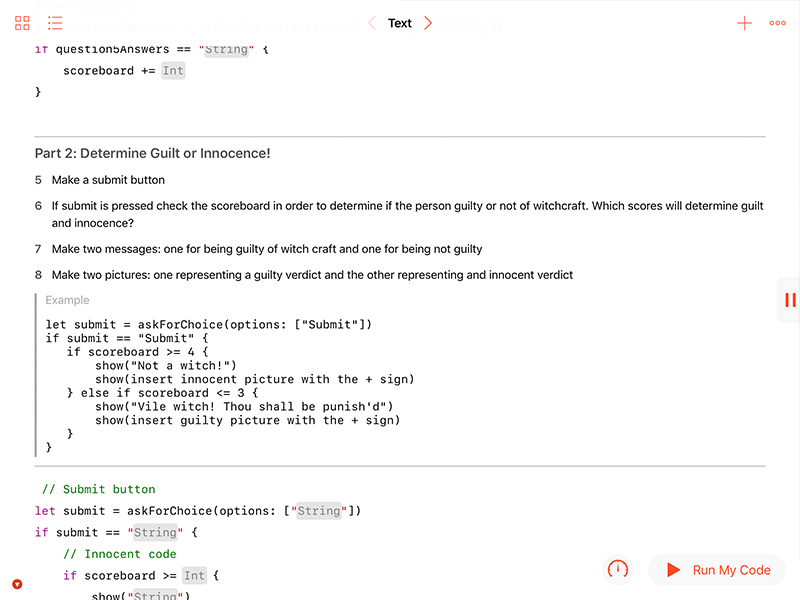 Text
if question5Answers == "String" {
scoreboard += Int
}
Part 2: Determine Guilt or Innocence!
5 Make a submit button
6 If submit is pressed check the scoreboard in order to determine if the person guilty or not of witchcraft. Which scores will determine guilt
and innocence?
7 Make two messages: one for being guilty of witch craft and one for being not guilty
8 Make two pictures: one representing a guilty verdict and the other representing and innocent verdict
Example
let submit = askForChoice(options: ["Submit"])
if submit == "Submit" {
if scoreboard >= 4 {
show("Not a witch!")
show(insert innocent picture with the + sign)
} else if scoreboard <= 3 {
show("Vile witch! Thou shall be punish'd")
show(insert guilty picture with the + sign)
}
}
// Submit button
let submit = askForChoice(options: ["String"])
if submit == "String" {
// Innocent code
if scoreboard >= Int {
show("String")
Run My Code